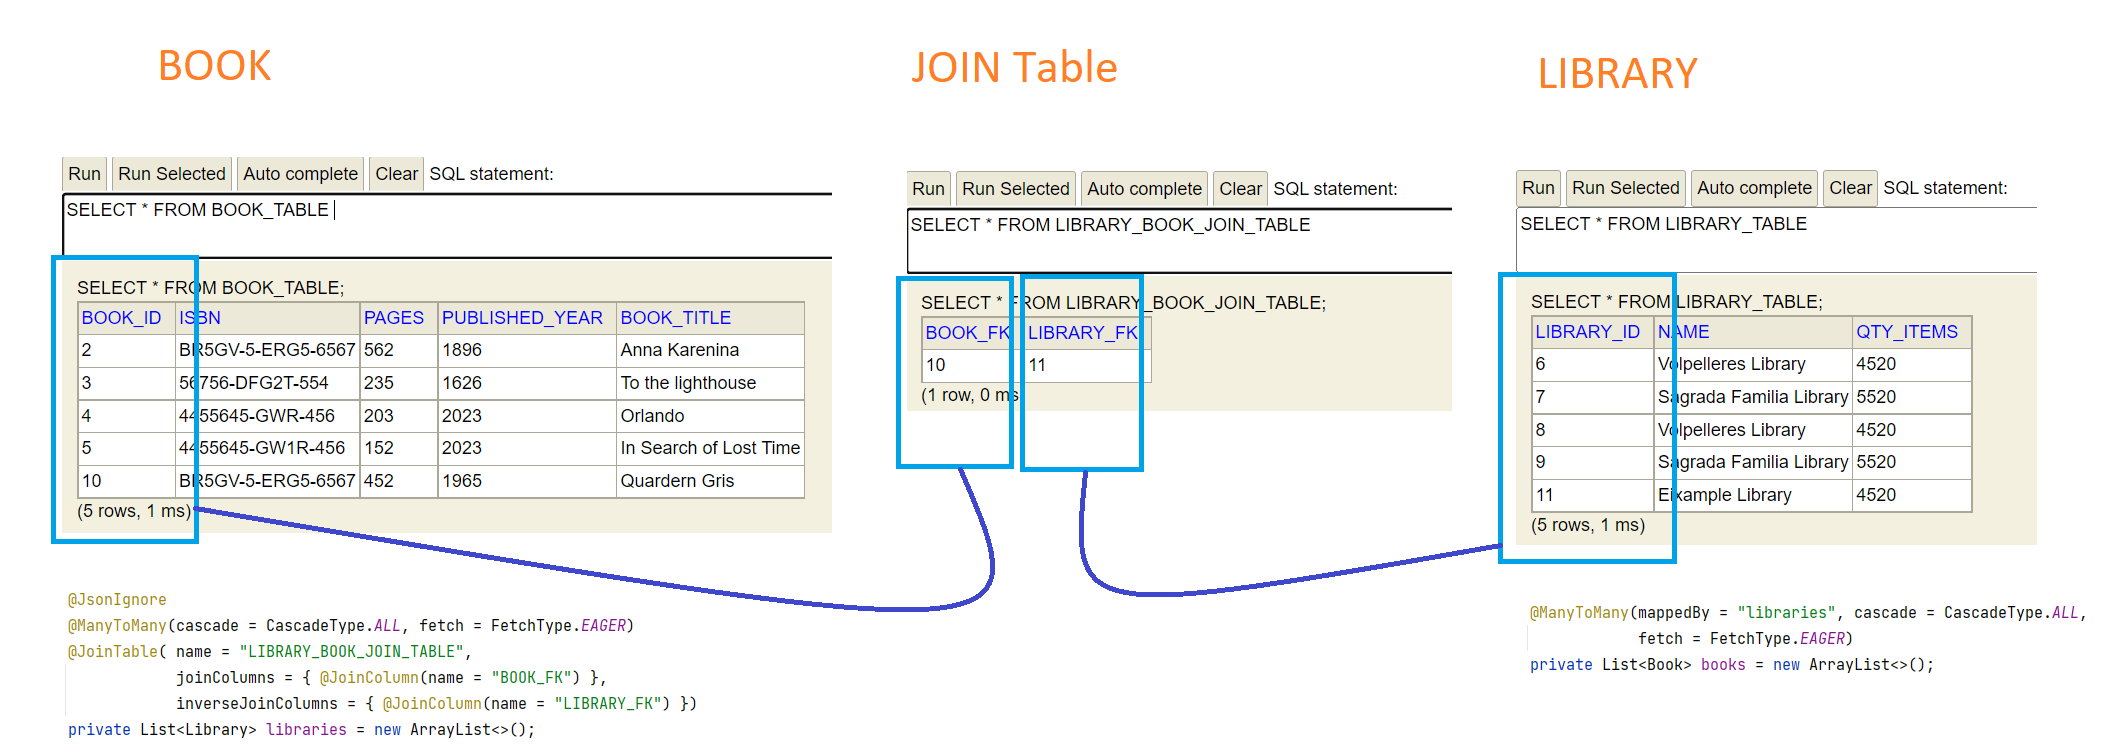 BOOK
Run Run Selected Auto complete Clear SQL statement:
SELECT * FROM BOOK_TABLE
SELECT * FROM BOOK_TABLE;
BOOK_ID ISBN PAGES PUBLISHED_YEAR BOOK_TITLE
2 BR5GV-5-ERG5-6567 562 1896 Anna Karenina
3 56756-DFG2T-554 235 1626 To the lighthouse
4 4455645-GWR-456 203 2023 Orlando
5 4455645-GW1R-456 152 2023 In Search of Lost Time
10 BR5GV-5-ERG5-6567 452 1965 Quardern Gris
(5 rows, 1 ms)
@JsonIgnore
@ManyToMany(cascade = CascadeType.ALL, fetch = FetchType.EAGER)
@JoinTable( name = "LIBRARY_BOOK_JOIN_TABLE",
joinColumns = { @JoinColumn(name = "BOOK_FK") },
inverseJoinColumns = { @JoinColumn(name = "LIBRARY_FK") })
private List<Library> libraries = new ArrayList<>();
JOIN Table
Run Run Selected Auto complete Clear SQL statement:
SELECT * FROM LIBRARY_BOOK_JOIN_TABLE
SELECT * FROM LIBRARY_BOOK_JOIN_TABLE;
BOOK_FK LIBRARY_FK
10 11
(1 row, 0 ms
LIBRARY
Run Run Selected Auto complete Clear SQL statement:
SELECT * FROM LIBRARY_TABLE
SELECT * FROM LIBRARY_TABLE;
LIBRARY_ID NAME QTY_ITEMS
6 Volpelleres Library 4520
7 Sagrada Familia Library 5520
8 Volpelleres Library 4520
9 Sagrada Familia Library 5520
11 Eixample Library 4520
(5 rows, 1 ms)
@ManyToMany(mappedBy = "libraries", cascade = CascadeType.ALL,
fetch = FetchType.EAGER)
private List<Book> books = new ArrayList<>();